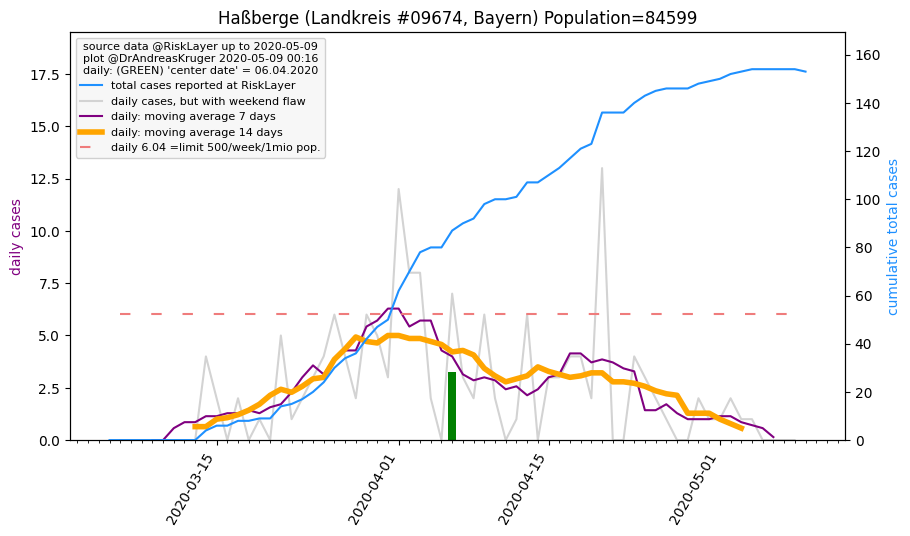 Haßberge (Landkreis #09674, Bayern) Population=84599
source data @RiskLayer up to 2020-05-09
plot @DrAndreasKruger 2020-05-09 00:16
daily: (GREEN) 'center date' = 06.04.2020
total cases reported at RiskLayer
daily cases, but with weekend flaw
daily: moving average 7 days
daily: moving average 14 days
daily 6.04 =limit 500/week/1mio pop.
daily cases
17.5
15.0
12.5
10.0
7.5
5.0
2.5
0.0
160
140
120
100
80
60
40
20
0
cumulative total cases
2020-03-15
2020-04-01
2020-04-15
2020-05-01